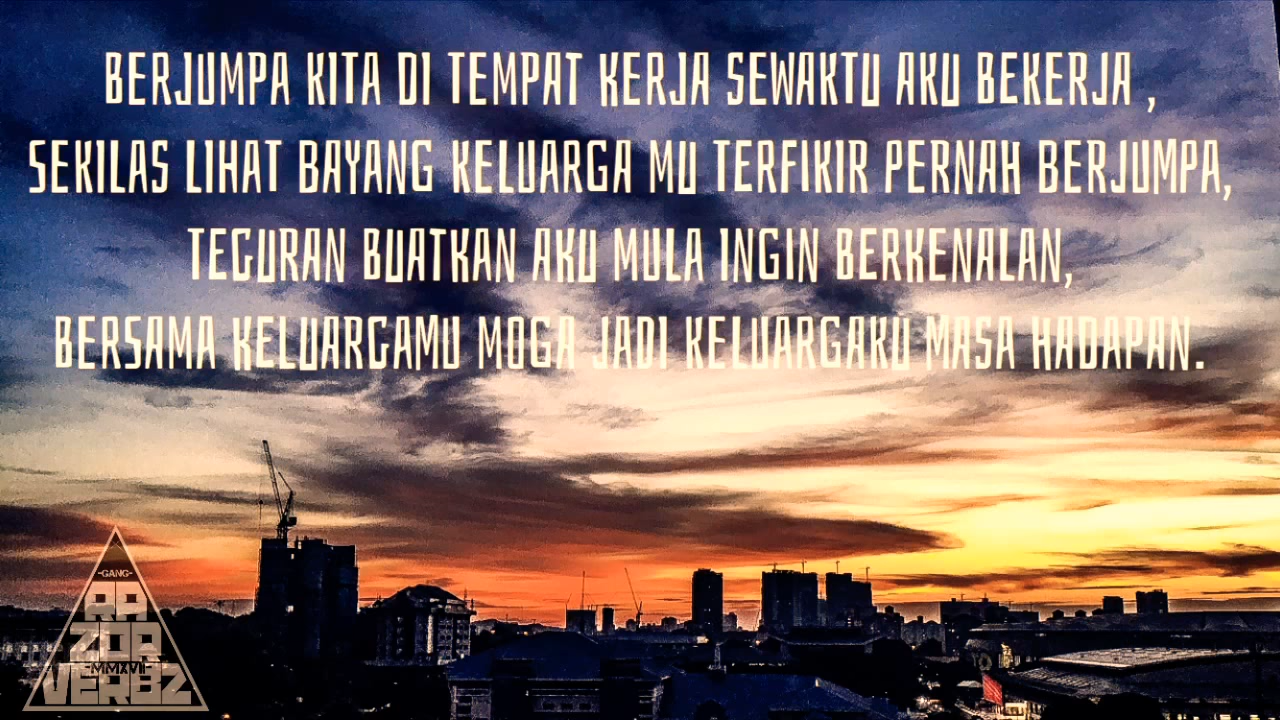 BERJUMPA KITA DI TEMPAT KERJA SEWAKTU AKU BEKERJA ,
SEKILAS LIHAT BAYANG KELUARGA MU TERFIKIR PERNAH BERJUMPA,
TEGURAN BUATKAN AKU MULA INGIN BERKENALAN,
BERSAMA KELUARGAMU MOGA JADI KELUARGAKU MASA HADAPAN.
-GANG-
RA
ZOR
-MMXVII-
VERBZ